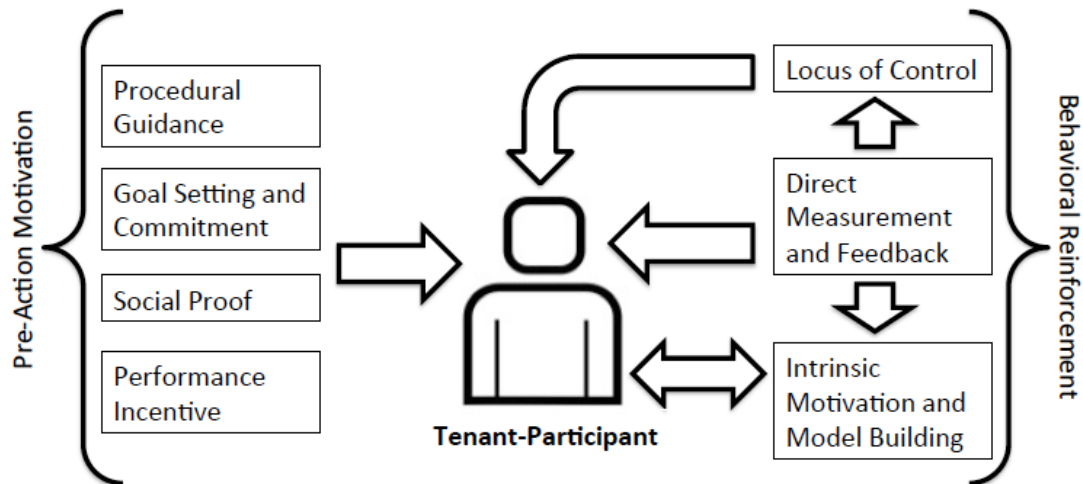 Pre-Action Motivation
Procedural
Guidance
Goal Setting and
Commitment
Social Proof
Performance
Incentive
Tenant-Participant
Locus of Control
Direct
Measurement
and Feedback
Intrinsic
Motivation and
Model Building
Behavioral Reinforcement